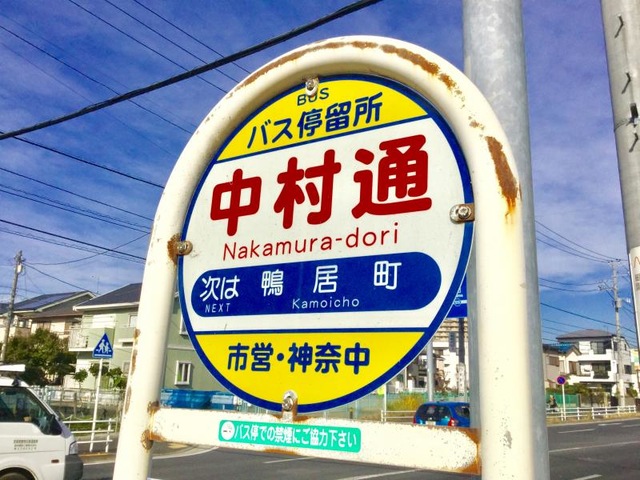 BUS
バス停留所
中村通
Nakamura-dori
次は 鴨居町
NEXT Kamoicho
市営・神奈中
バス停での禁煙にご協力下さい